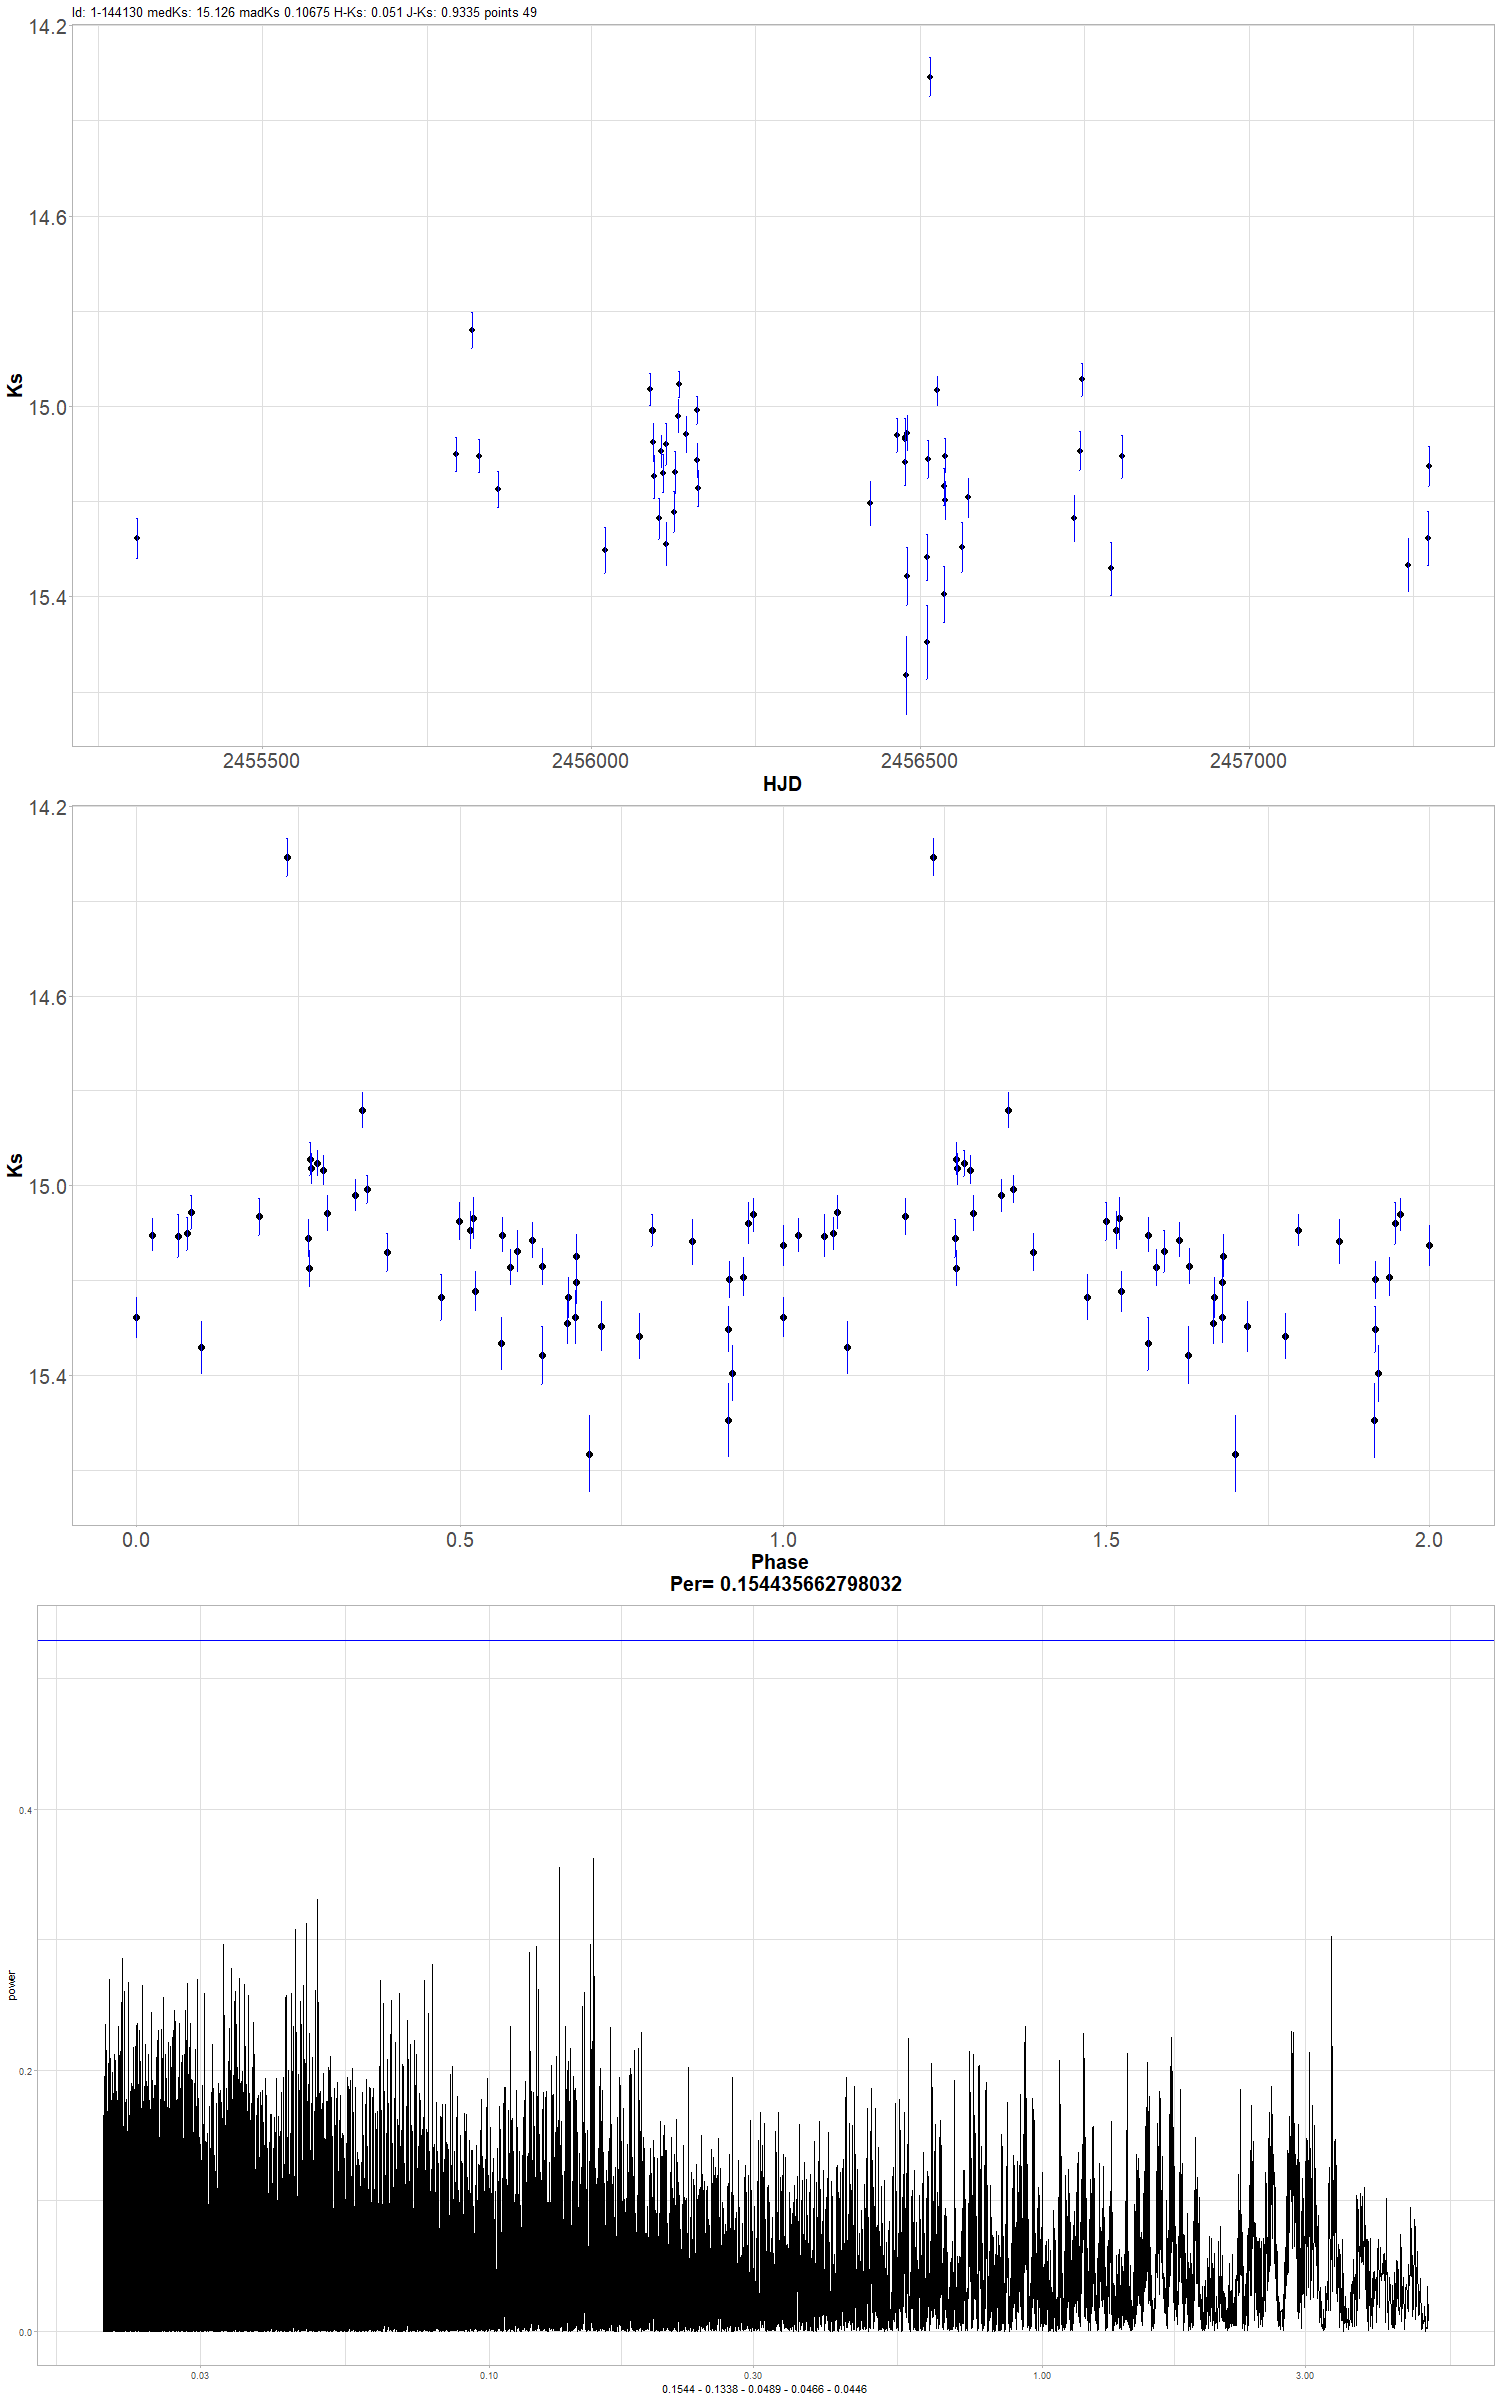 Id: 1-144130 medKs: 15.126 madKs 0.10675 H-Ks: 0.051 J-Ks: 0.9335 points 49
14.2
14.6
15.0
15.4
Ks
2455500 2456000 2456500 2457000
HJD
14.2
14.6
15.0
15.4
Ks
0.0 0.5 1.0 1.5 2.0
Phase
Per= 0.154435662798032
0.4
0.2
0.0
power
0.03 0.10 0.30 1.00 3.00
0.1544 - 0.1338 - 0.0489 - 0.0466 - 0.0446